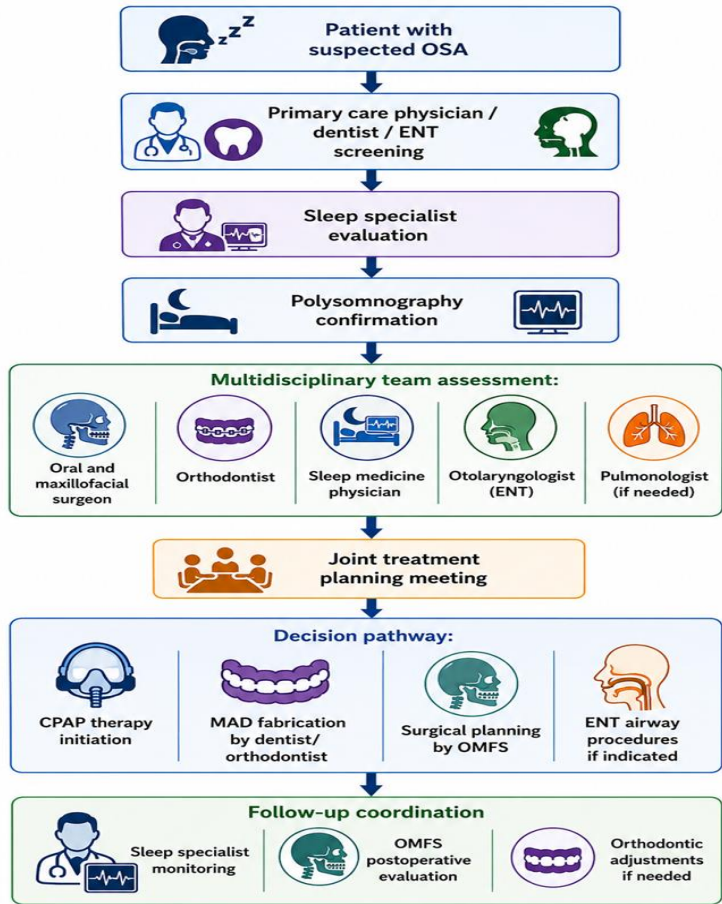 z z z z
Patient with
suspected OSA
Primary care physician /
dentist / ENT
screening
Sleep specialist
evaluation
Polysomnography
confirmation
Multidisciplinary team assessment:
Oral and
maxillofacial
surgeon
Orthodontist
Sleep medicine
physician
Otolaryngologist
(ENT)
Pulmonologist
(if needed)
Joint treatment
planning meeting
Decision pathway:
CPAP therapy
initiation
MAD fabrication
by dentist/
orthodontist
Surgical planning
by OMFS
ENT airway
procedures
if indicated
Follow-up coordination
Sleep specialist
monitoring
OMFS
postoperative
evaluation
Orthodontic
adjustments
if needed